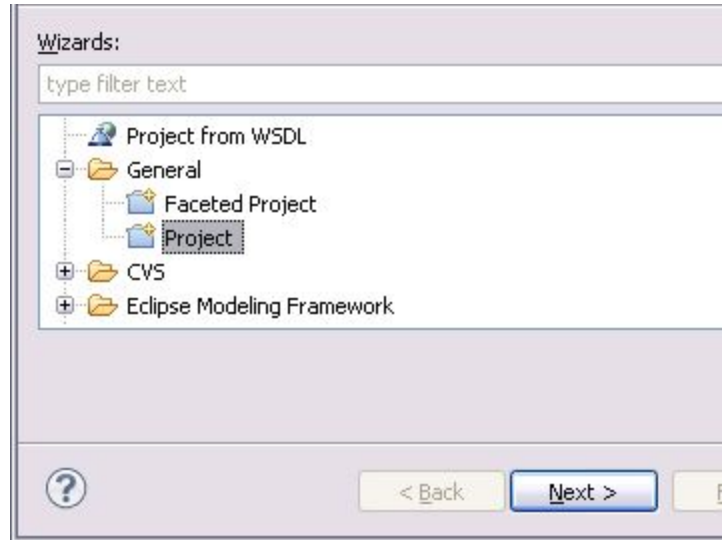 Wizards:
type filter text
Project from WSDL
General
Faceted Project
Project
CVS
Eclipse Modeling Framework
?
< Back
Next >